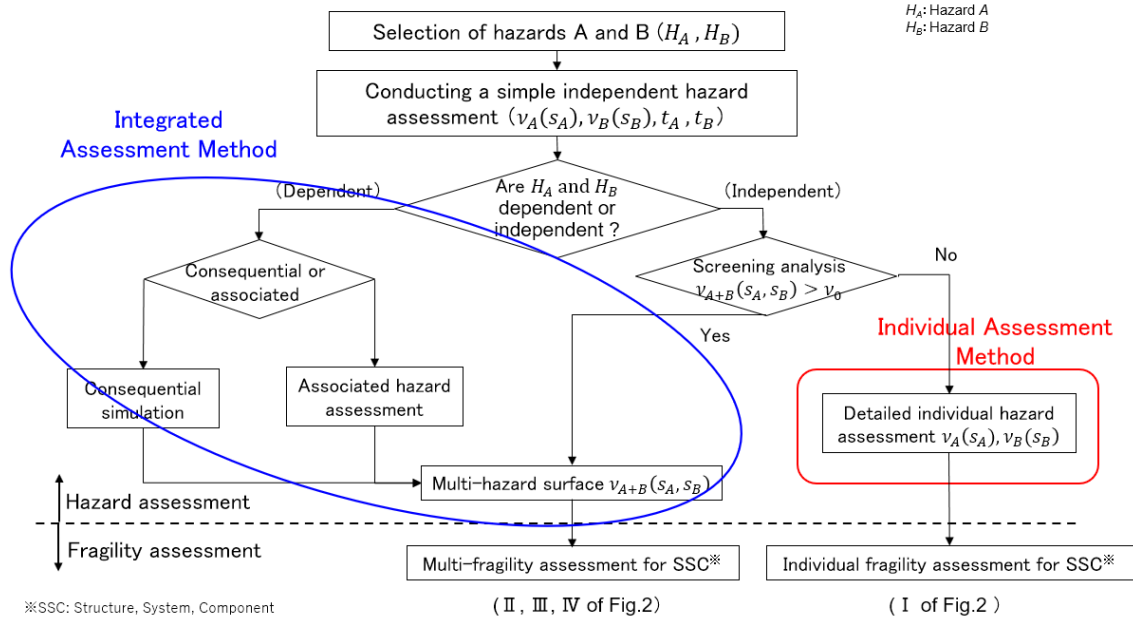 H_A: Hazard A
H_B: Hazard B
Selection of hazards A and B (H_A , H_B)
Conducting a simple independent hazard
assessment (ν_A(s_A), ν_B(s_B), t_A , t_B)
Integrated
Assessment Method
(Dependent)
Are H_A and H_B
dependent or
independent ?
(Independent)
Consequential or
associated
Screening analysis
ν_{A+B}(s_A, s_B) > ν_0
No
Yes
Individual Assessment
Method
Consequential
simulation
Associated hazard
assessment
Detailed individual hazard
assessment ν_A(s_A), ν_B(s_B)
Multi-hazard surface ν_{A+B}(s_A, s_B)
Hazard assessment
Fragility assessment
Multi-fragility assessment for SSC※
Individual fragility assessment for SSC※
※SSC: Structure, System, Component
(Ⅱ, Ⅲ, Ⅳ of Fig.2)
(Ⅰ of Fig.2 )